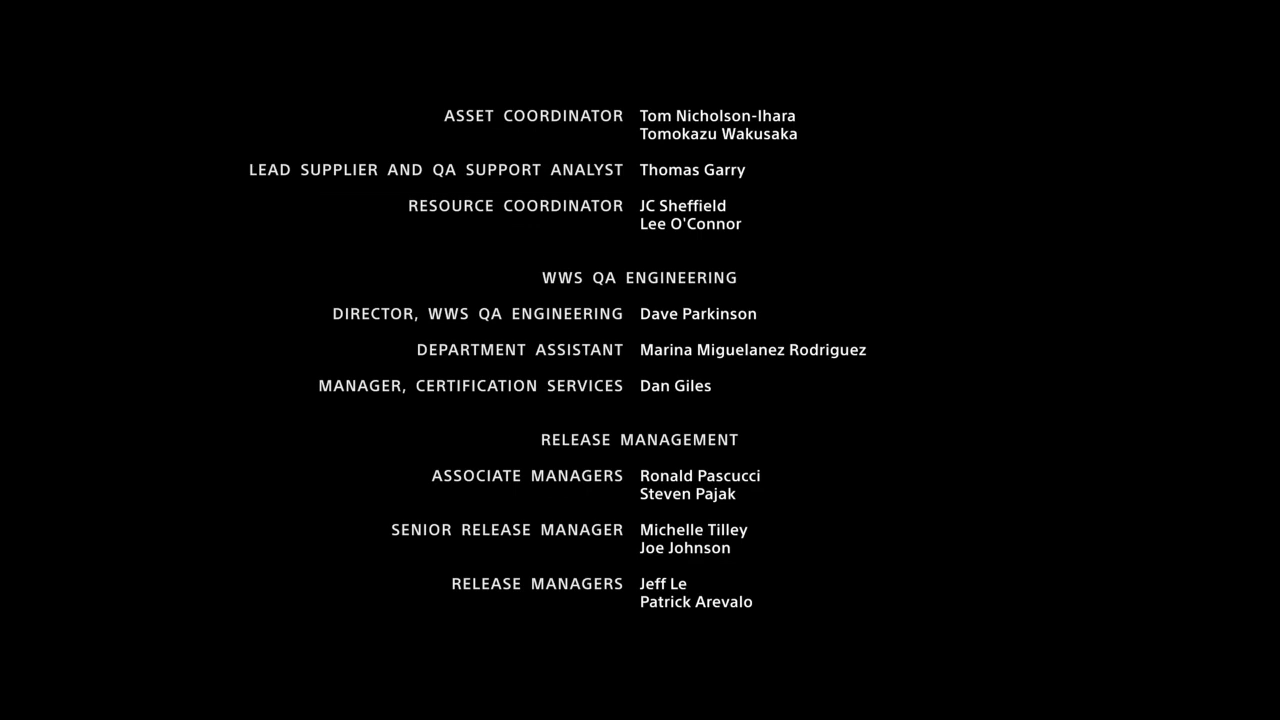 ASSET COORDINATOR Tom Nicholson-Ihara
Tomokazu Wakusaka
LEAD SUPPLIER AND QA SUPPORT ANALYST Thomas Garry
RESOURCE COORDINATOR JC Sheffield
Lee O'Connor
WWS QA ENGINEERING
DIRECTOR, WWS QA ENGINEERING Dave Parkinson
DEPARTMENT ASSISTANT Marina Miguelanez Rodriguez
MANAGER, CERTIFICATION SERVICES Dan Giles
RELEASE MANAGEMENT
ASSOCIATE MANAGERS Ronald Pascucci
Steven Pajak
SENIOR RELEASE MANAGER Michelle Tilley
Joe Johnson
RELEASE MANAGERS Jeff Le
Patrick Arevalo